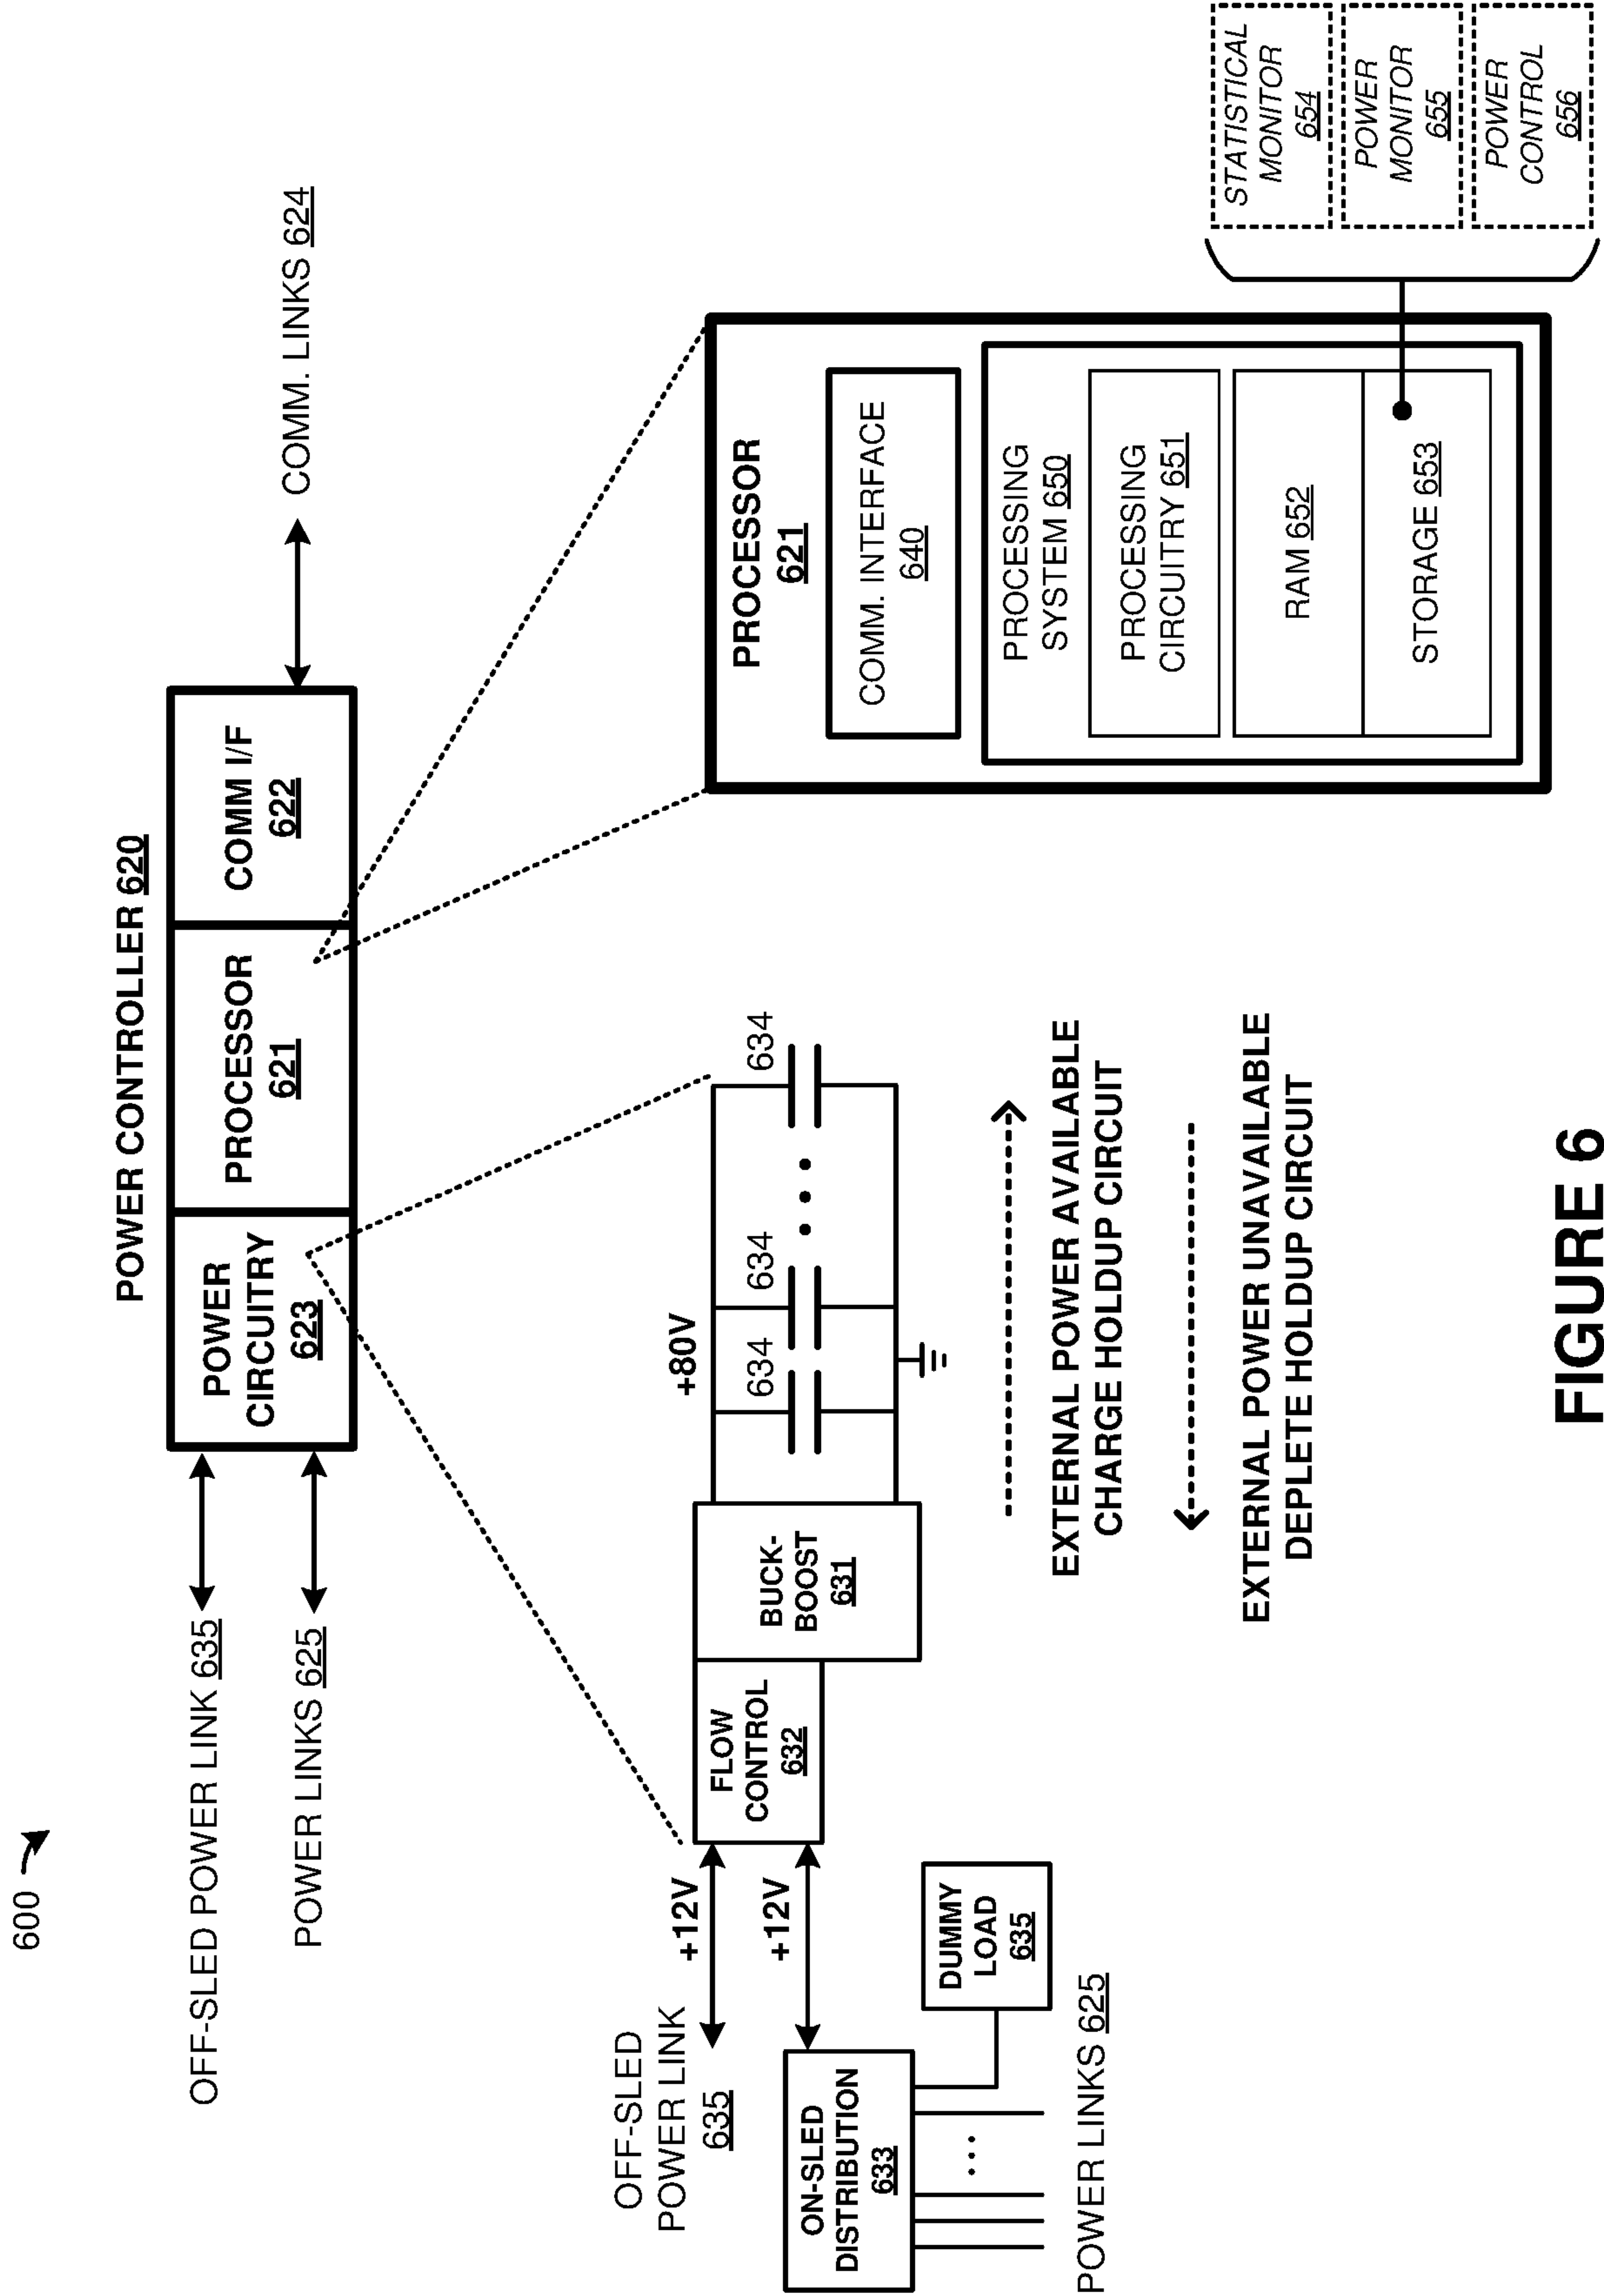 600
POWER CONTROLLER 620
OFF-SLED POWER LINK 635
POWER LINKS 625
POWER
CIRCUITRY
623
PROCESSOR
621
COMM I/F
622
COMM. LINKS 624
OFF-SLED
POWER LINK
635
+12V
+12V
FLOW
CONTROL
632
BUCK-
BOOST
631
+80V
634
634
634
ON-SLED
DISTRIBUTION
633
DUMMY
LOAD
635
POWER LINKS 625
EXTERNAL POWER AVAILABLE
CHARGE HOLDUP CIRCUIT
EXTERNAL POWER UNAVAILABLE
DEPLETE HOLDUP CIRCUIT
PROCESSOR
621
COMM. INTERFACE
640
PROCESSING
SYSTEM 650
PROCESSING
CIRCUITRY 651
RAM 652
STORAGE 653
STATISTICAL
MONITOR
654
POWER
MONITOR
655
POWER
CONTROL
656
FIGURE 6